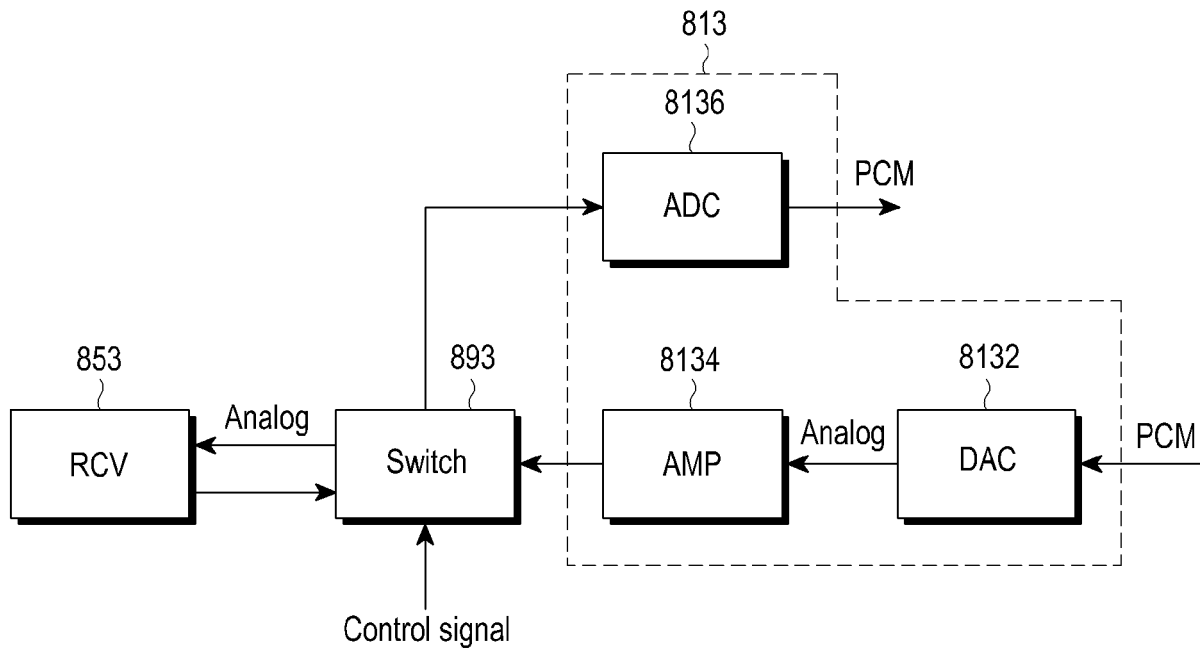 813
8136
ADC
PCM
853
893
8134
8132
Analog
Analog
PCM
RCV
Switch
AMP
DAC
Control signal